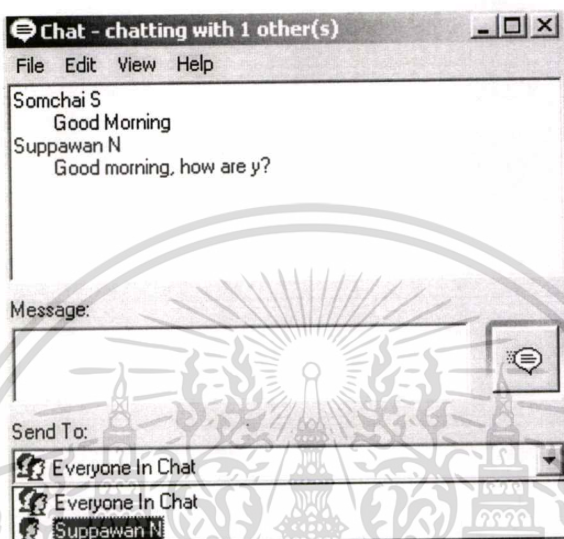 Chat - chatting with 1 other(s)
File Edit View Help
Somchai S
Good Morning
Suppawan N
Good morning, how are y?
Message:
Send To:
Everyone In Chat
Everyone In Chat
Suppawan N